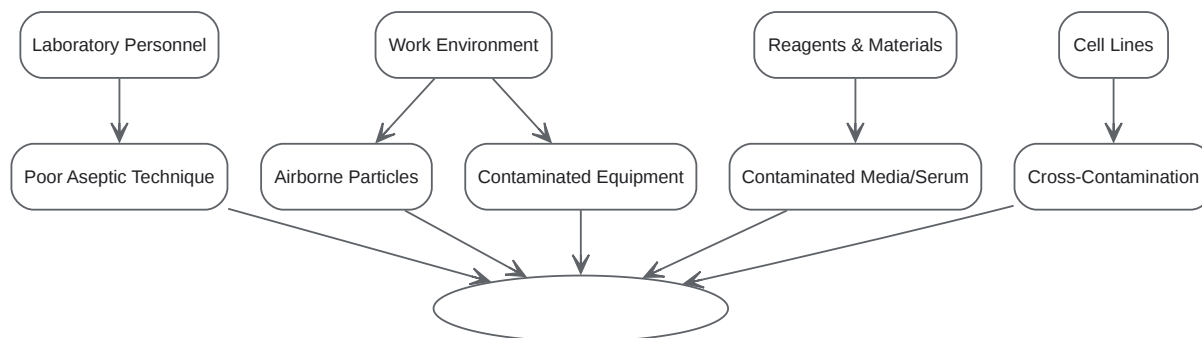 Laboratory Personnel
Work Environment
Reagents & Materials
Cell Lines
Poor Aseptic Technique
Airborne Particles
Contaminated Equipment
Contaminated Media/Serum
Cross-Contamination